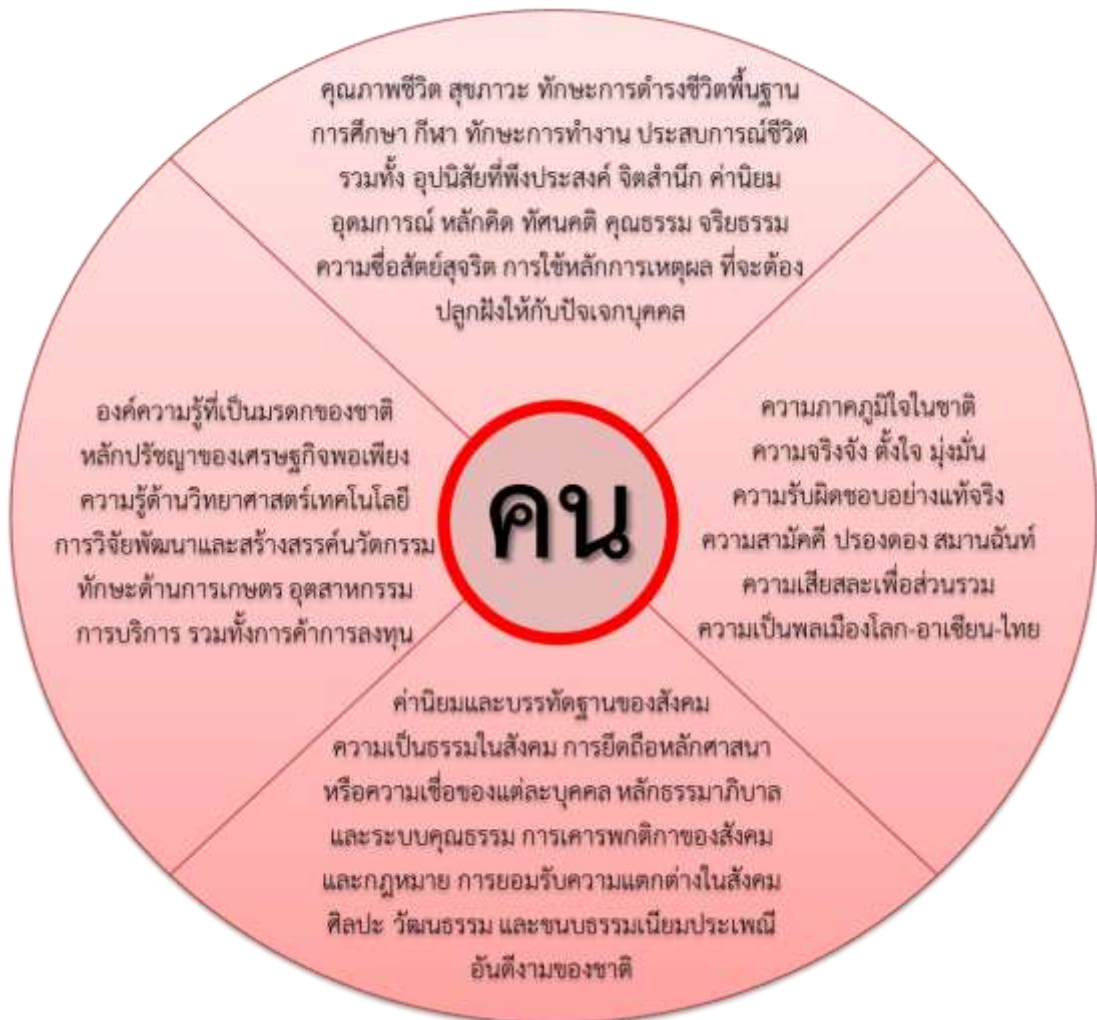 คุณภาพชีวิต สุขภาวะ ทักษะการดำรงชีวิตพื้นฐาน
การศึกษา กีฬา ทักษะการทำงาน ประสบการณ์ชีวิต
รวมทั้ง อุปนิสัยที่พึงประสงค์ จิตสำนึก ค่านิยม
อุดมการณ์ หลักคิด ทัศนคติ คุณธรรม จริยธรรม
ความซื่อสัตย์สุจริต การใช้หลักการเหตุผล ที่จะต้อง
ปลูกฝังให้กับปัจเจกบุคคล
องค์ความรู้ที่เป็นมรดกของชาติ
หลักปรัชญาของเศรษฐกิจพอเพียง
ความรู้ด้านวิทยาศาสตร์เทคโนโลยี
การวิจัยพัฒนาและสร้างสรรค์นวัตกรรม
ทักษะด้านการเกษตร อุตสาหกรรม
การบริการ รวมทั้งการค้าการลงทุน
คน
ความภาคภูมิใจในชาติ
ความจริงจัง ตั้งใจ มุ่งมั่น
ความรับผิดชอบอย่างแท้จริง
ความสามัคคี ปรองดอง สมานฉันท์
ความเสียสละเพื่อส่วนรวม
ความเป็นพลเมืองโลก-อาเซียน-ไทย
ค่านิยมและบรรทัดฐานของสังคม
ความเป็นธรรมในสังคม การยึดถือหลักศาสนา
หรือความเชื่อของแต่ละบุคคล หลักธรรมาภิบาล
และระบบคุณธรรม การเคารพกติกาของสังคม
และกฎหมาย การยอมรับความแตกต่างในสังคม
ศิลปะ วัฒนธรรม และขนบธรรมเนียมประเพณี
อันดีงามของชาติ